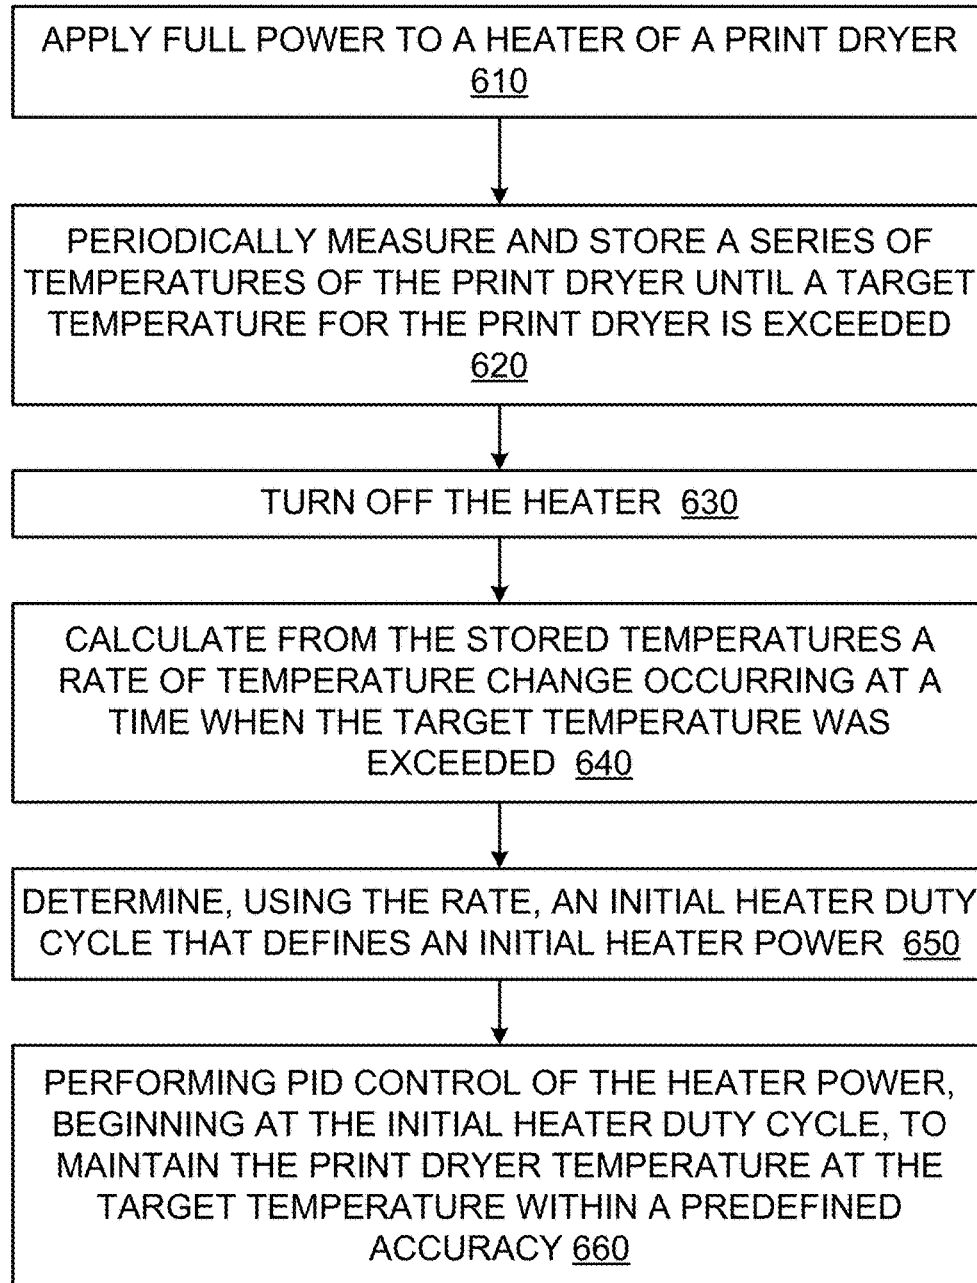 APPLY FULL POWER TO A HEATER OF A PRINT DRYER
610
PERIODICALLY MEASURE AND STORE A SERIES OF
TEMPERATURES OF THE PRINT DRYER UNTIL A TARGET
TEMPERATURE FOR THE PRINT DRYER IS EXCEEDED
620
TURN OFF THE HEATER 630
CALCULATE FROM THE STORED TEMPERATURES A
RATE OF TEMPERATURE CHANGE OCCURRING AT A
TIME WHEN THE TARGET TEMPERATURE WAS
EXCEEDED 640
DETERMINE, USING THE RATE, AN INITIAL HEATER DUTY
CYCLE THAT DEFINES AN INITIAL HEATER POWER 650
PERFORMING PID CONTROL OF THE HEATER POWER,
BEGINNING AT THE INITIAL HEATER DUTY CYCLE, TO
MAINTAIN THE PRINT DRYER TEMPERATURE AT THE
TARGET TEMPERATURE WITHIN A PREDEFINED
ACCURACY 660